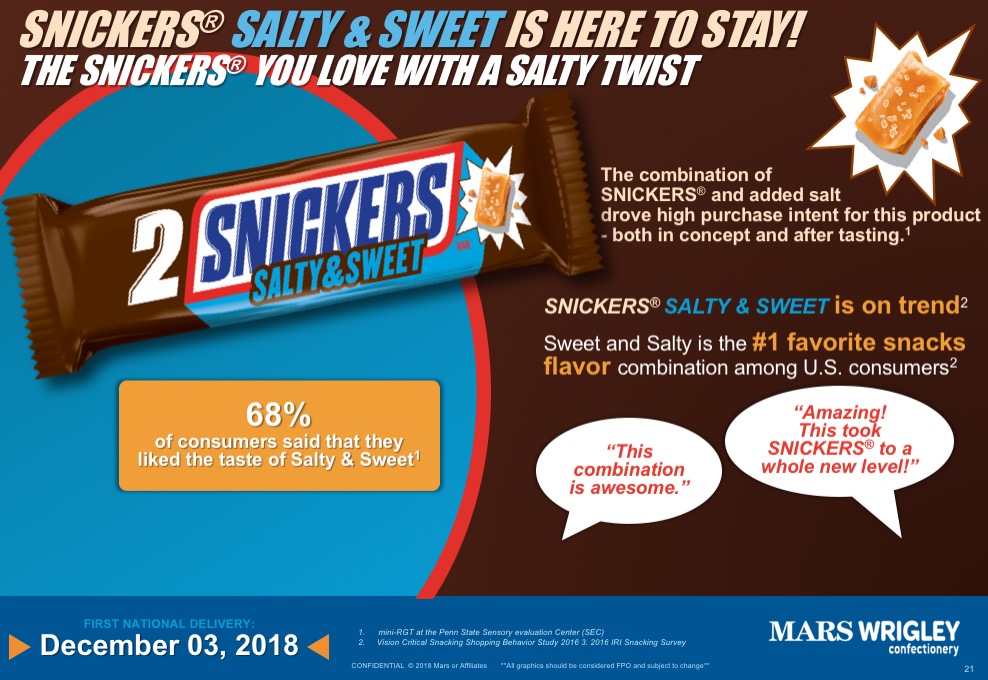 SNICKERS® SALTY & SWEET IS HERE TO STAY!
THE SNICKERS® YOU LOVE WITH A SALTY TWIST
2 SNICKERS
SALTY&SWEET
BAR
The combination of
SNICKERS® and added salt
drove high purchase intent for this product
- both in concept and after tasting.¹
SNICKERS® SALTY & SWEET is on trend²
Sweet and Salty is the #1 favorite snacks
flavor combination among U.S. consumers²
68%
of consumers said that they
liked the taste of Salty & Sweet¹
“This
combination
is awesome.”
“Amazing!
This took
SNICKERS® to a
whole new level!”
FIRST NATIONAL DELIVERY:
December 03, 2018
1. mini-RGT at the Penn State Sensory evaluation Center (SEC)
2. Vision Critical Snacking Shopping Behavior Study 2016 3. 2016 IRI Snacking Survey
CONFIDENTIAL © 2018 Mars or Affiliates **All graphics should be considered FPO and subject to change**
MARS WRIGLEY
confectionery
21